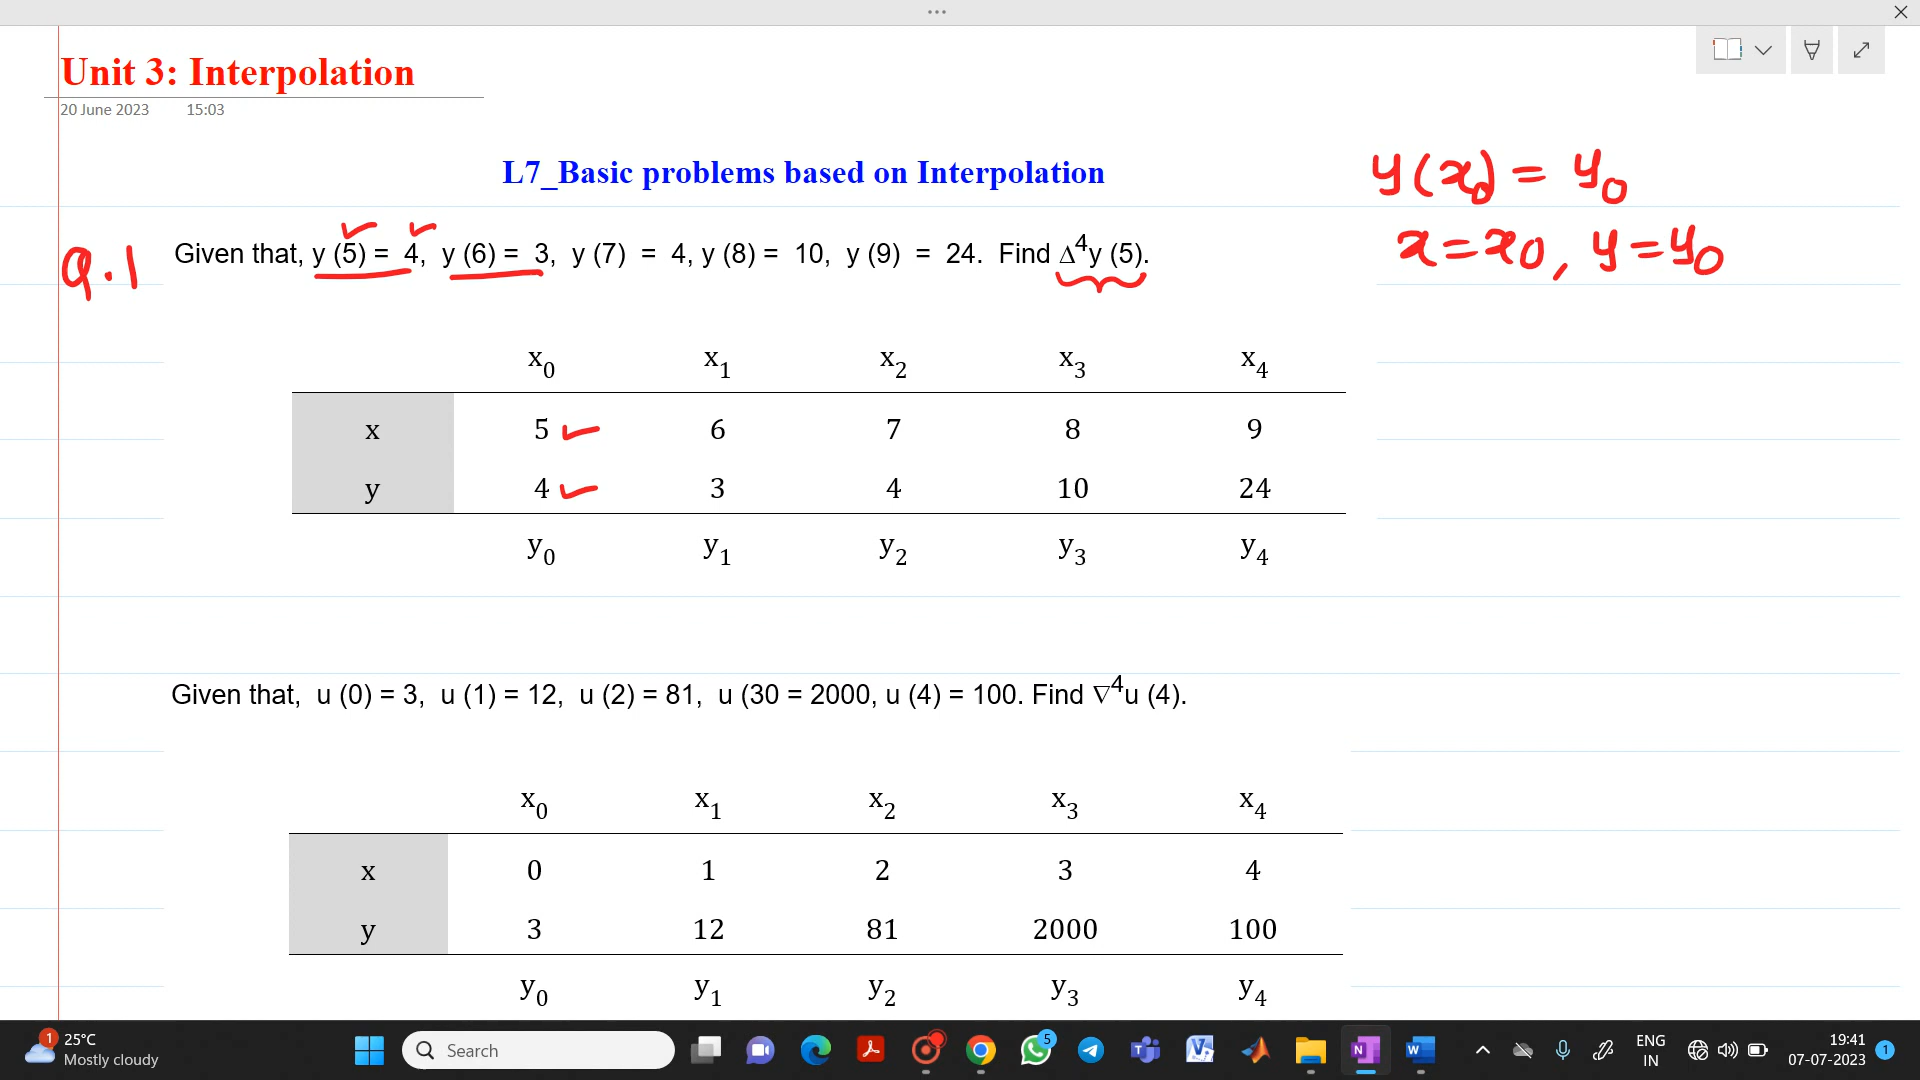 Unit 3: Interpolation
20 June 2023 15:03
L7_Basic problems based on Interpolation
y(x₀) = y₀
x = x₀, y = y₀
Q.1 Given that, y (5) = 4, y (6) = 3, y (7) = 4, y (8) = 10, y (9) = 24. Find Δ⁴y (5).
x₀ x₁ x₂ x₃ x₄
x 5 6 7 8 9
y 4 3 4 10 24
y₀ y₁ y₂ y₃ y₄
Given that, u (0) = 3, u (1) = 12, u (2) = 81, u (30 = 2000, u (4) = 100. Find ∇⁴u (4).
x₀ x₁ x₂ x₃ x₄
x 0 1 2 3 4
y 3 12 81 2000 100
y₀ y₁ y₂ y₃ y₄
1 25°C
Mostly cloudy
Search
5
ENG
IN
19:41
07-07-2023
1